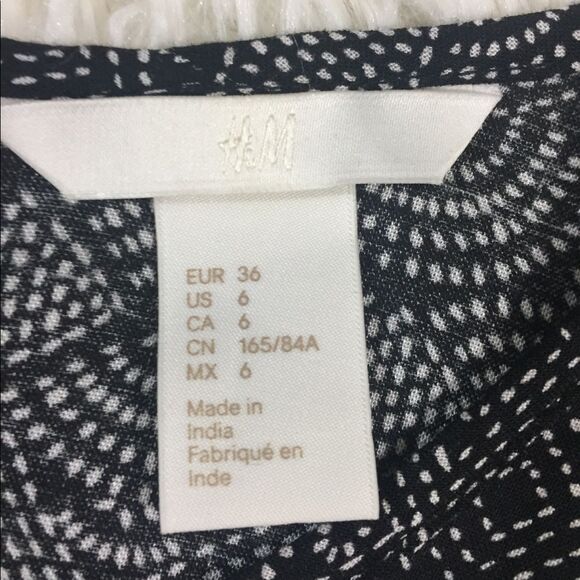 H&M
EUR 36
US 6
CA 6
CN 165/84A
MX 6
Made in
India
Fabriqué en
Inde